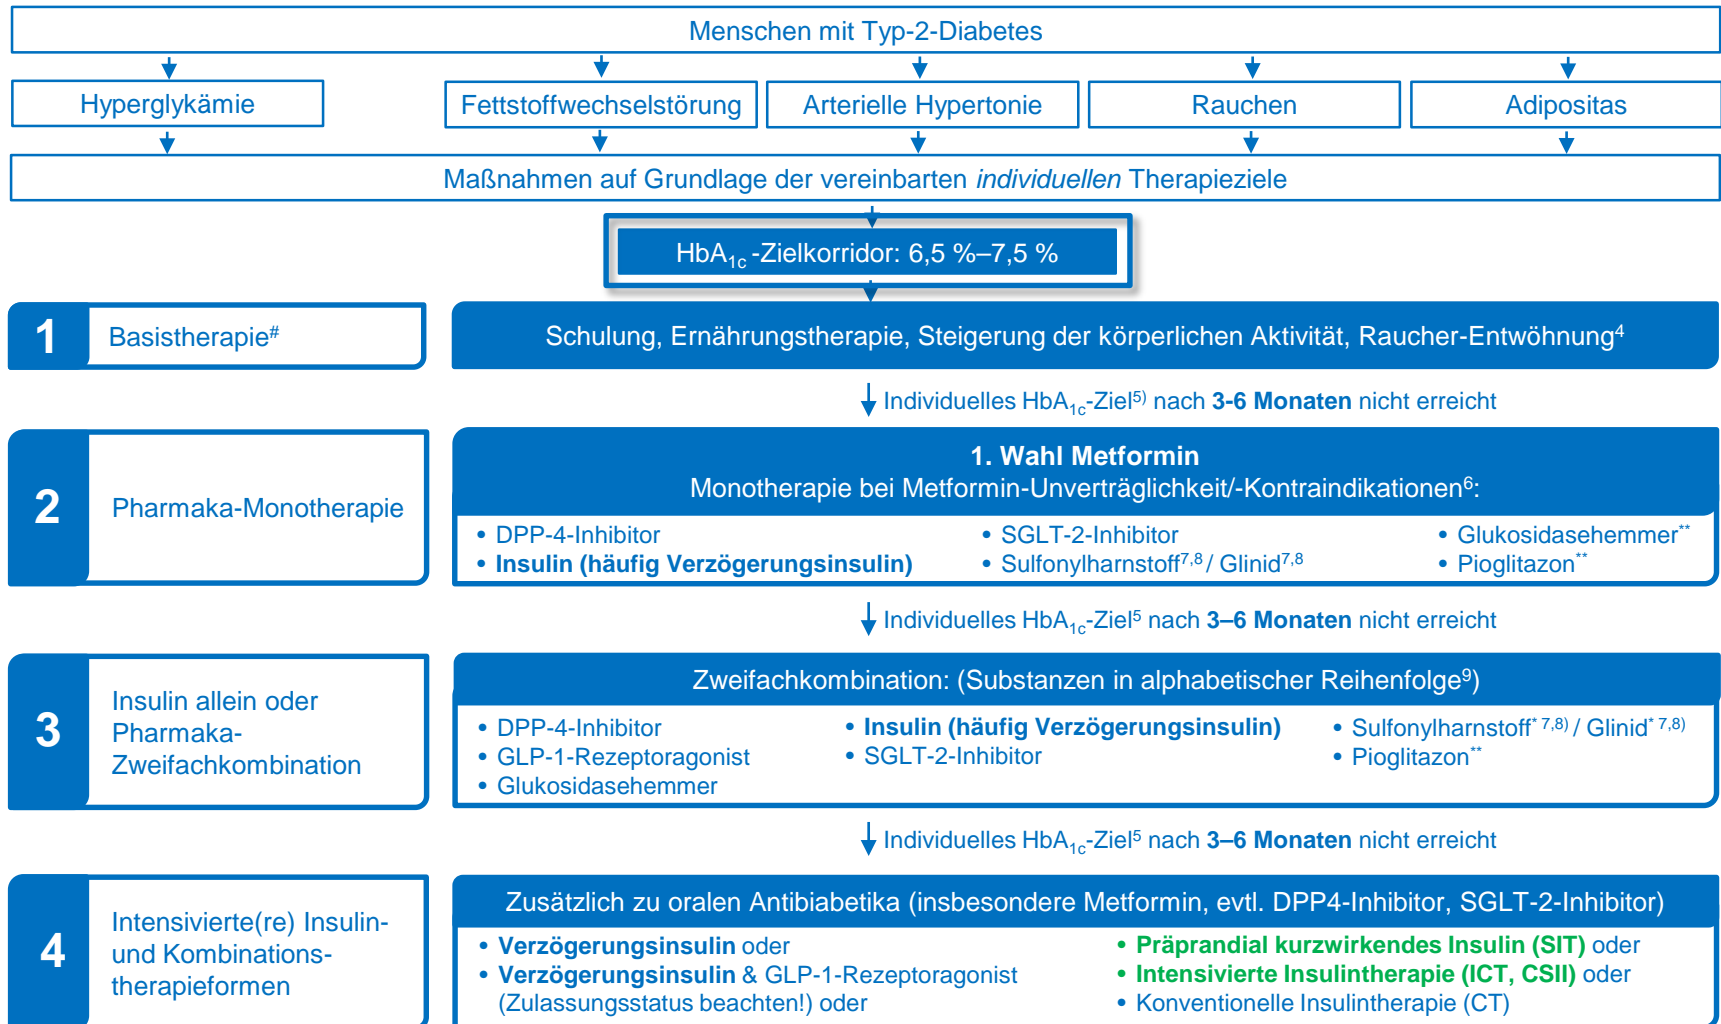 Menschen mit Typ-2-Diabetes
Hyperglykämie
Fettstoffwechselstörung
Arterielle Hypertonie
Rauchen
Adipositas
Maßnahmen auf Grundlage der vereinbarten individuellen Therapieziele
HbA1c -Zielkorridor: 6,5 %–7,5 %
1
Basistherapie#
Schulung, Ernährungstherapie, Steigerung der körperlichen Aktivität, Raucher-Entwöhnung4
Individuelles HbA1c-Ziel5) nach 3-6 Monaten nicht erreicht
2
Pharmaka-Monotherapie
1. Wahl Metformin
Monotherapie bei Metformin-Unverträglichkeit/-Kontraindikationen6:
• DPP-4-Inhibitor
• Insulin (häufig Verzögerungsinsulin)
• SGLT-2-Inhibitor
• Sulfonylharnstoff7,8 / Glinid7,8
• Glukosidasehemmer**
• Pioglitazon**
Individuelles HbA1c-Ziel5 nach 3–6 Monaten nicht erreicht
3
Insulin allein oder
Pharmaka-
Zweifachkombination
Zweifachkombination: (Substanzen in alphabetischer Reihenfolge9)
• DPP-4-Inhibitor
• GLP-1-Rezeptoragonist
• Glukosidasehemmer
• Insulin (häufig Verzögerungsinsulin)
• SGLT-2-Inhibitor
• Sulfonylharnstoff* 7,8) / Glinid* 7,8)
• Pioglitazon**
Individuelles HbA1c-Ziel5 nach 3–6 Monaten nicht erreicht
4
Intensivierte(re) Insulin-
und Kombinations-
therapieformen
Zusätzlich zu oralen Antibiabetika (insbesondere Metformin, evtl. DPP4-Inhibitor, SGLT-2-Inhibitor)
• Verzögerungsinsulin oder
• Verzögerungsinsulin & GLP-1-Rezeptoragonist
(Zulassungsstatus beachten!) oder
• Präprandial kurzwirkendes Insulin (SIT) oder
• Intensivierte Insulintherapie (ICT, CSII) oder
• Konventionelle Insulintherapie (CT)